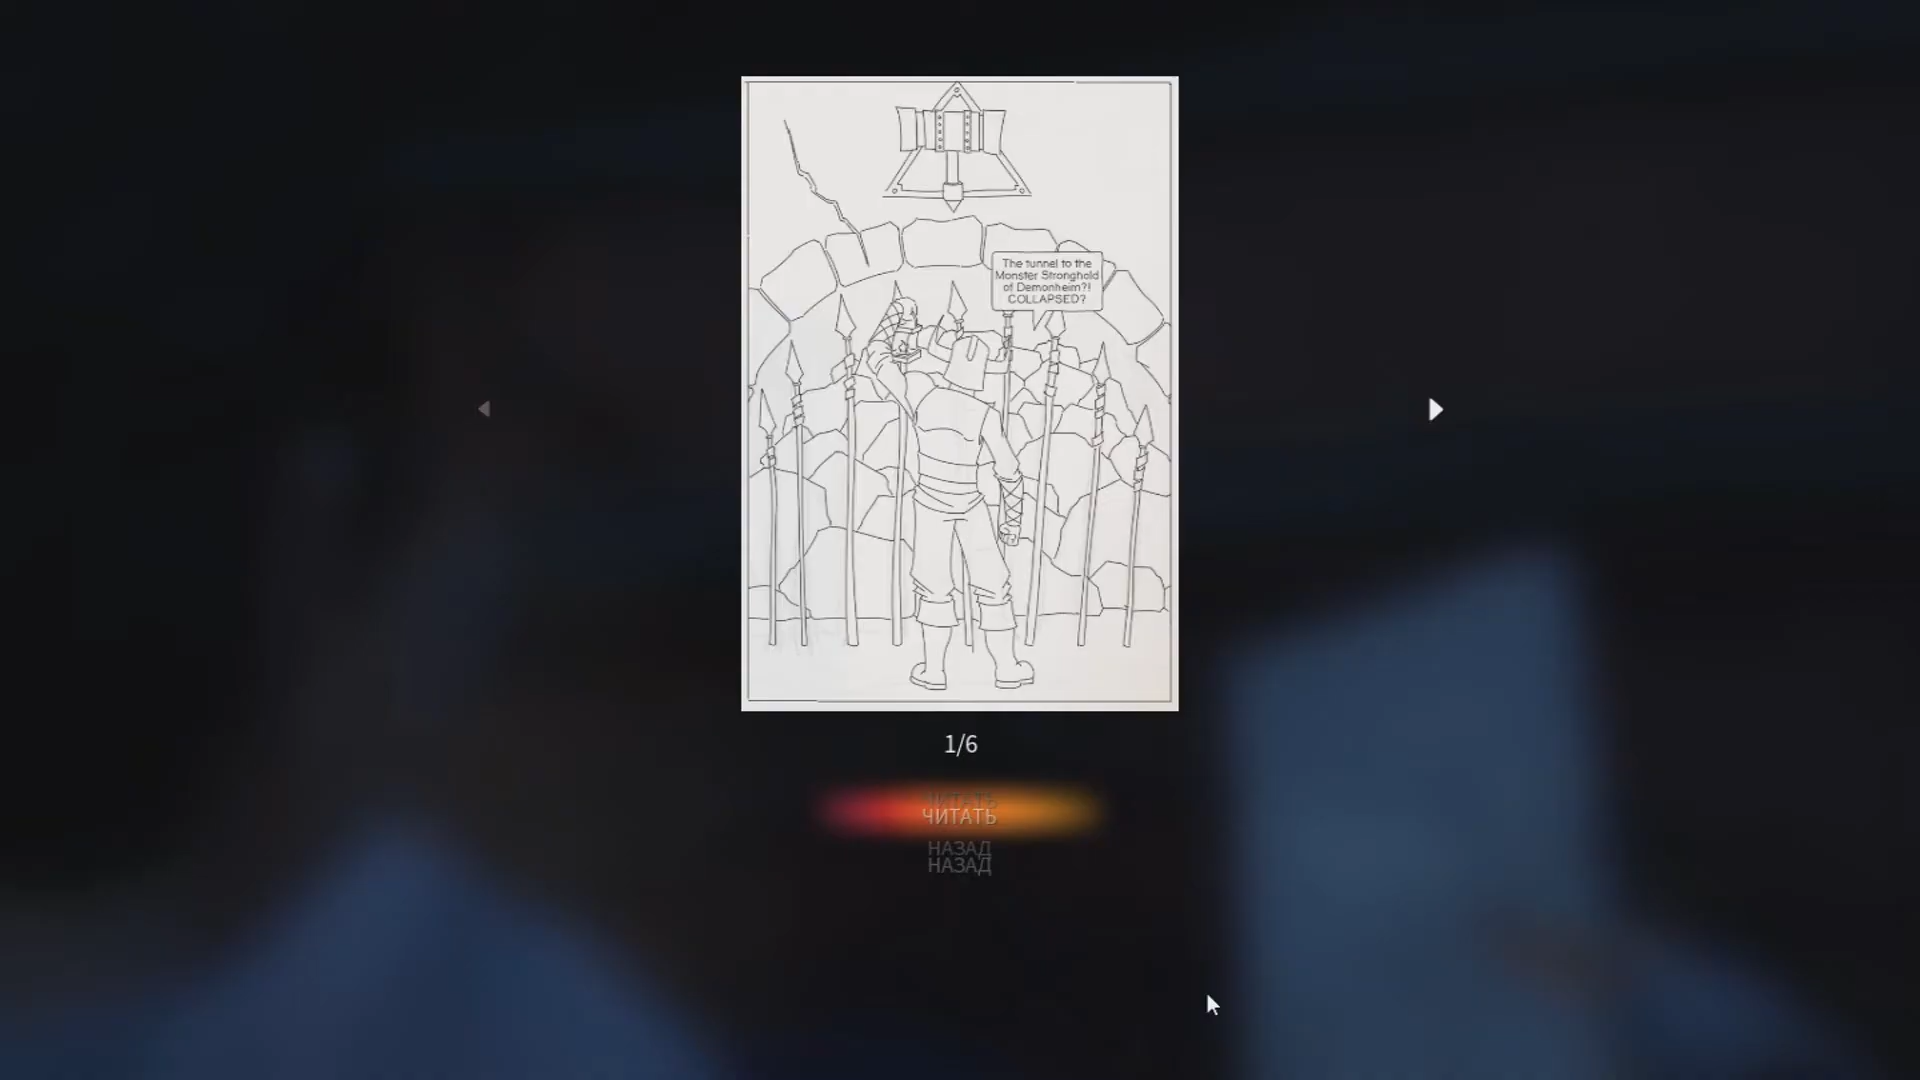 The tunnel to the
Monster Stronghold
of Demonheim?!
COLLAPSED?
1/6
ЧИТАТЬ
ЧИТАТЬ
НАЗАД
НАЗАД